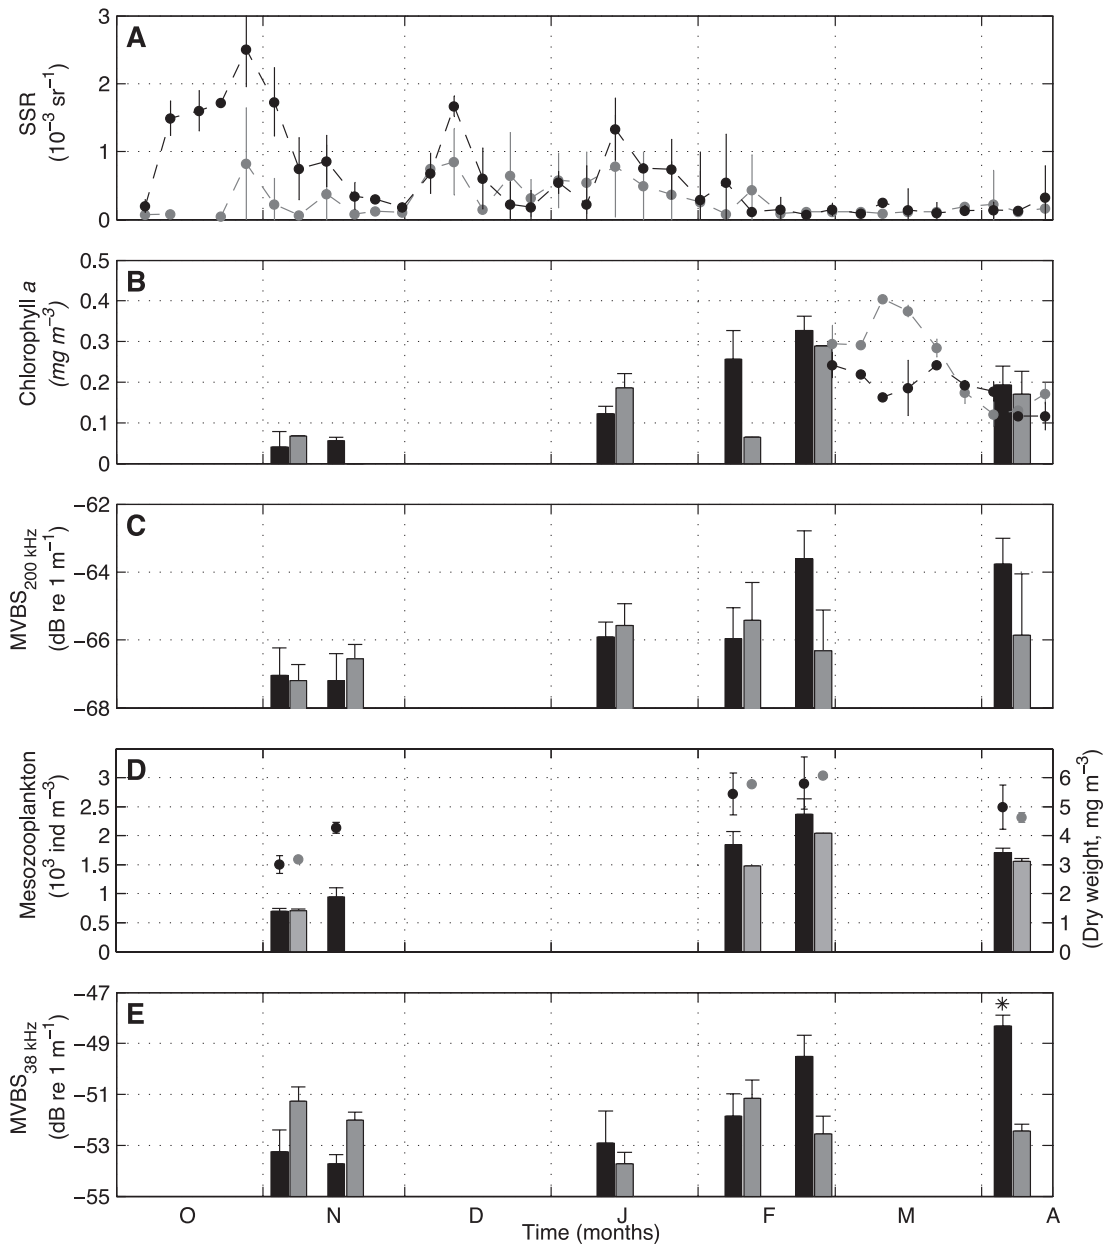 A
SSR
(10⁻³ sr⁻¹)
3
2
1
0
B
Chlorophyll a
(mg m⁻³)
0.5
0.4
0.3
0.2
0.1
0
C
MVBS200 kHz
(dB re 1 m⁻¹)
−62
−64
−66
−68
D
Mesozooplankton
(10³ ind m⁻³)
3
2.5
2
1.5
1
0.5
0
6
5
4
3
2
1
0
(Dry weight, mg m⁻³)
E
MVBS38 kHz
(dB re 1 m⁻¹)
−47
−49
−51
−53
−55
*
O N D J F M A
Time (months)